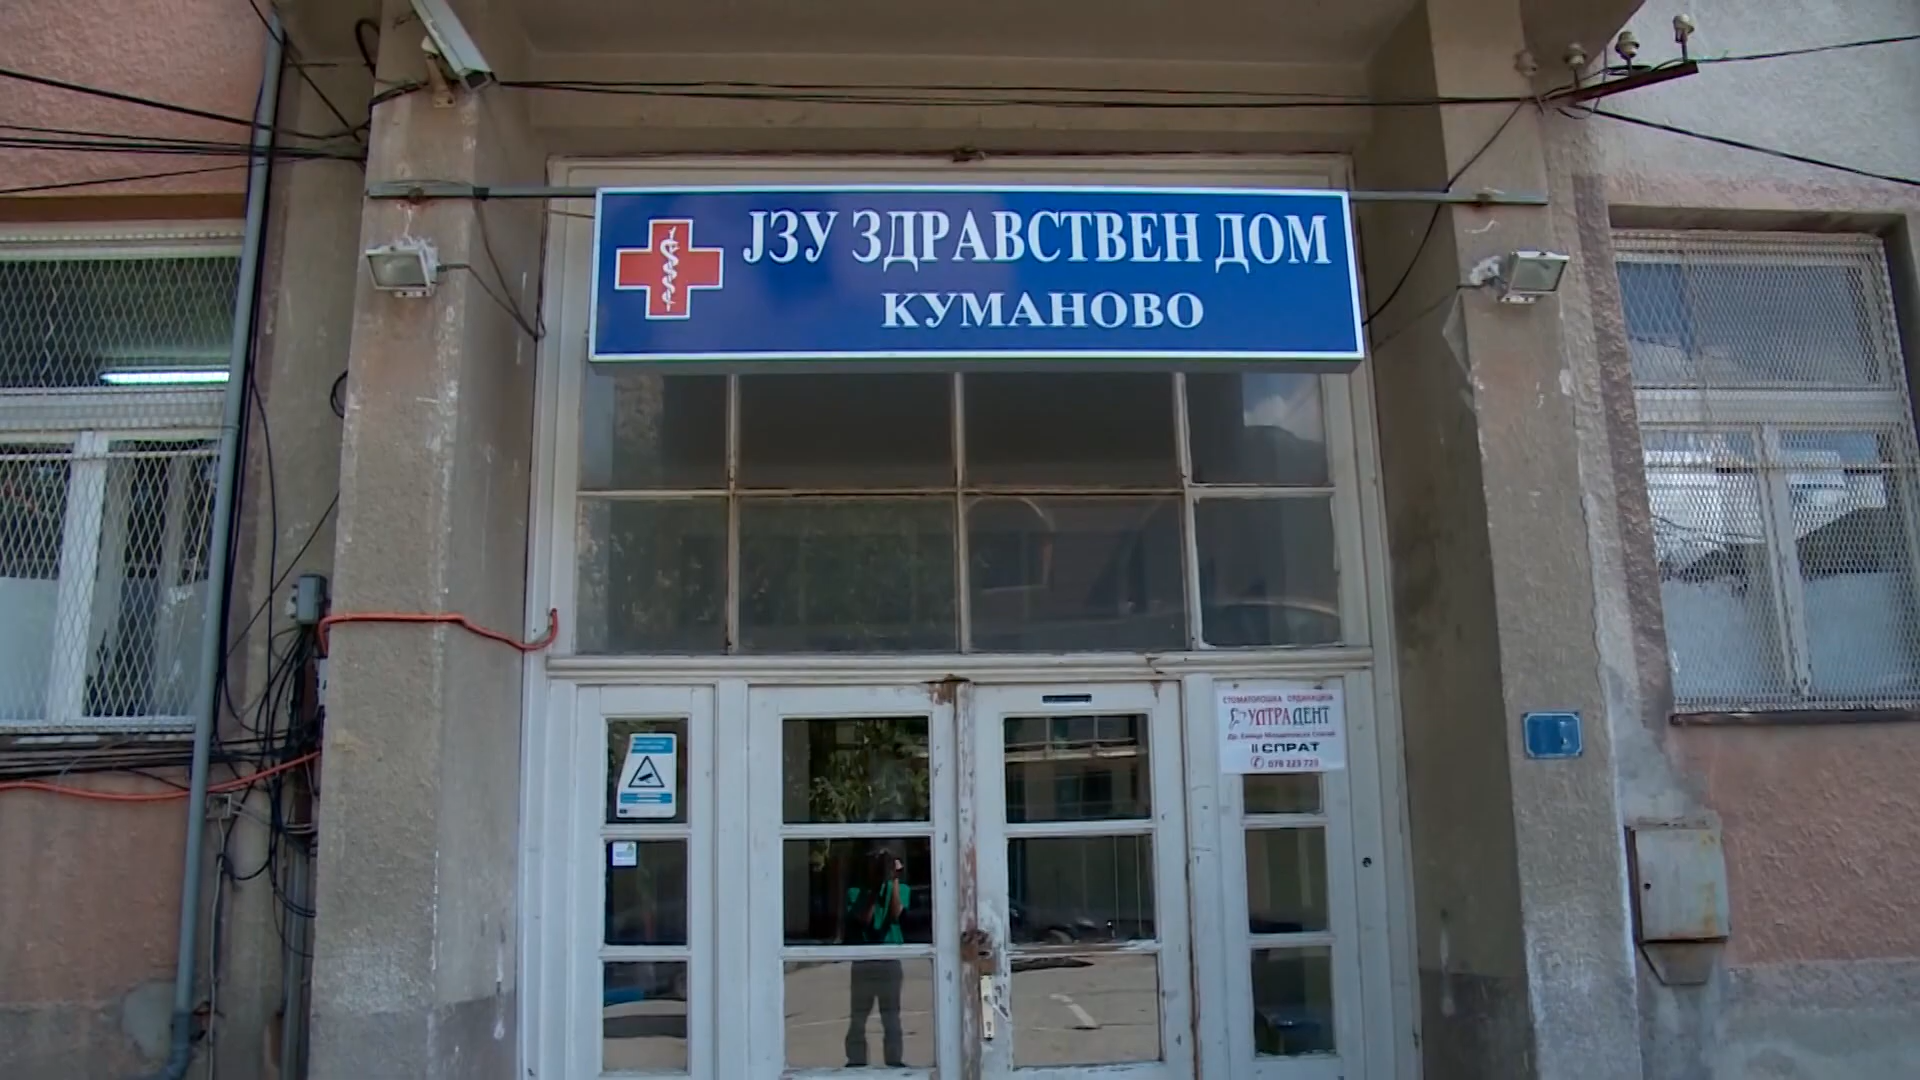 ЈЗУ ЗДРАВСТВЕН ДОМ
КУМАНОВО
СТОМАТОЛОШКА ОРДИНАЦИЈА
УЛТРАДЕНТ
II СПРАТ